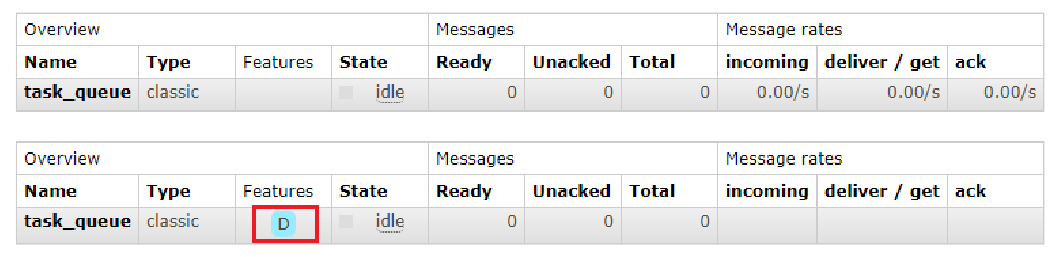 Overview Messages Message rates
Name Type Features State Ready Unacked Total incoming deliver / get ack
task_queue classic idle 0 0 0 0.00/s 0.00/s 0.00/s
Overview Messages Message rates
Name Type Features State Ready Unacked Total incoming deliver / get ack
task_queue classic D idle 0 0 0